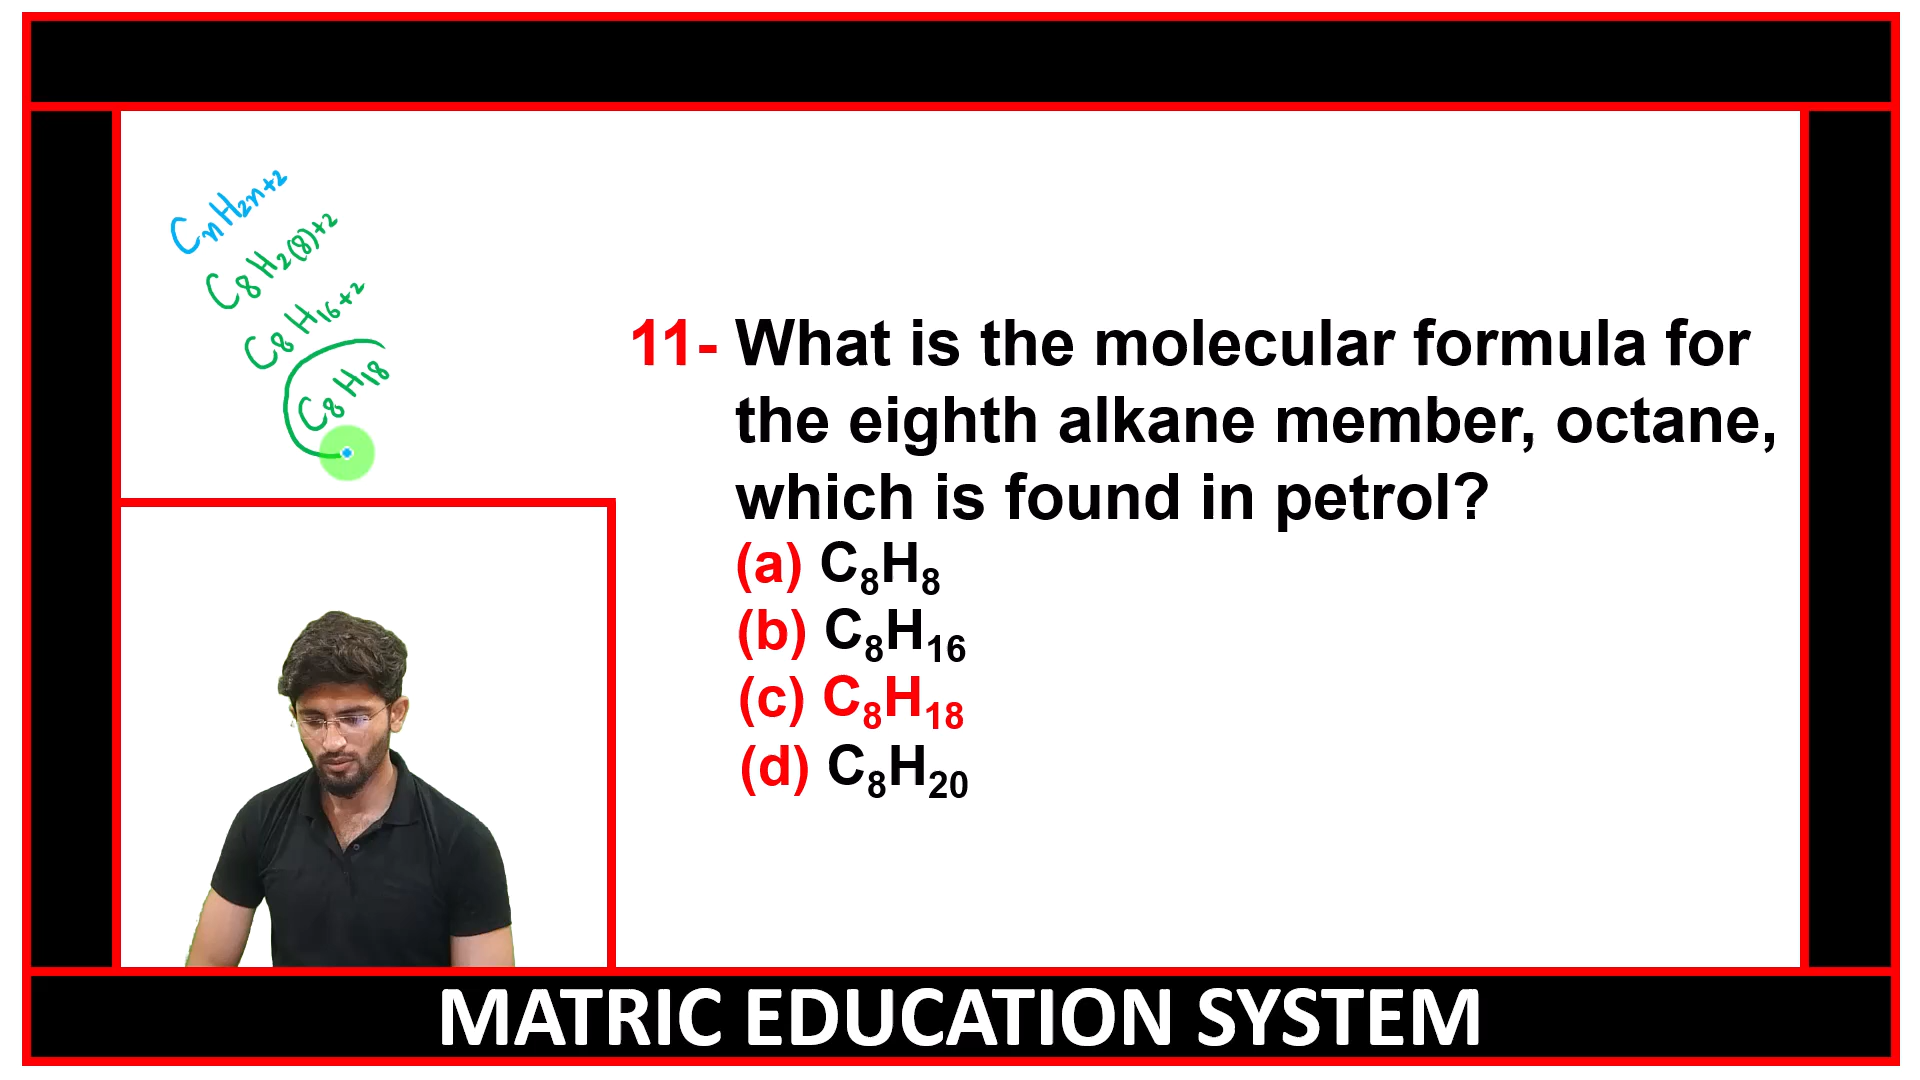 CnH2n+2
C8H2(8)+2
C8H16+2
C8H18
11- What is the molecular formula for
the eighth alkane member, octane,
which is found in petrol?
(a) C₈H₈
(b) C₈H₁₆
(c) C₈H₁₈
(d) C₈H₂₀
MATRIC EDUCATION SYSTEM